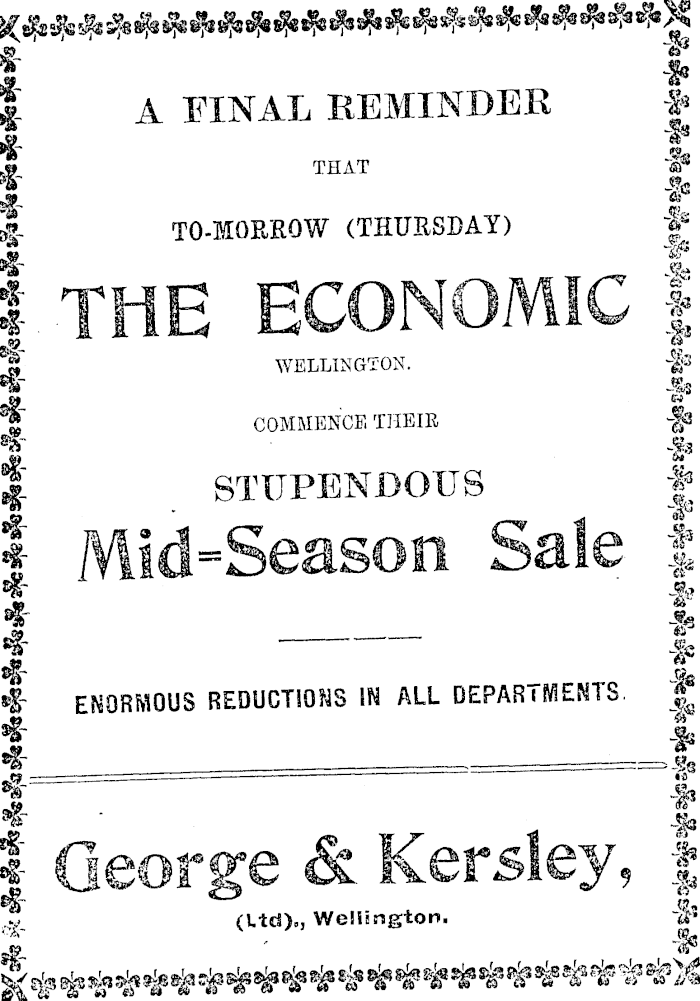 A FINAL REMINDER
THAT
TO-MORROW (THURSDAY)
THE ECONOMIC
WELLINGTON.
COMMENCE THEIR
STUPENDOUS
Mid=Season Sale
ENORMOUS REDUCTIONS IN ALL DEPARTMENTS.
George & Kersley,
(Ltd)., Wellington.